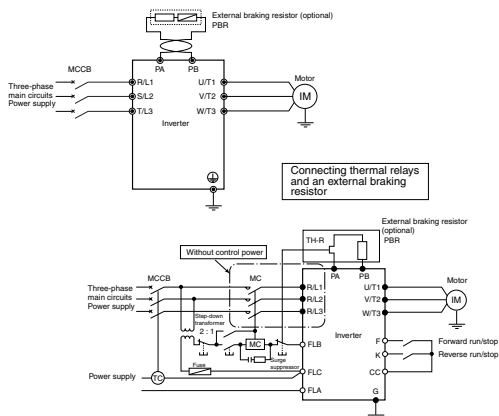 External braking resistor (optional)
PBR
PA PB
MCCB
Three-phase
main circuits
Power supply
R/L1
S/L2
T/L3
U/T1
V/T2
W/T3
Inverter
Motor
IM
Connecting thermal relays
and an external braking
resistor
External braking resistor
(optional)
PBR
TH-R
Without control power
PA PB
MCCB
MC
Three-phase
main circuits
Power supply
R/L1
R/L2
R/L3
U/T1
V/T2
W/T3
Motor
IM
Step-down
transformer
2 : 1
Inverter
MC
Surge
suppressor
FLB
F
Forward run/stop
K
Reverse run/stop
Fuse
FLC
CC
Power supply
TC
FLA
G